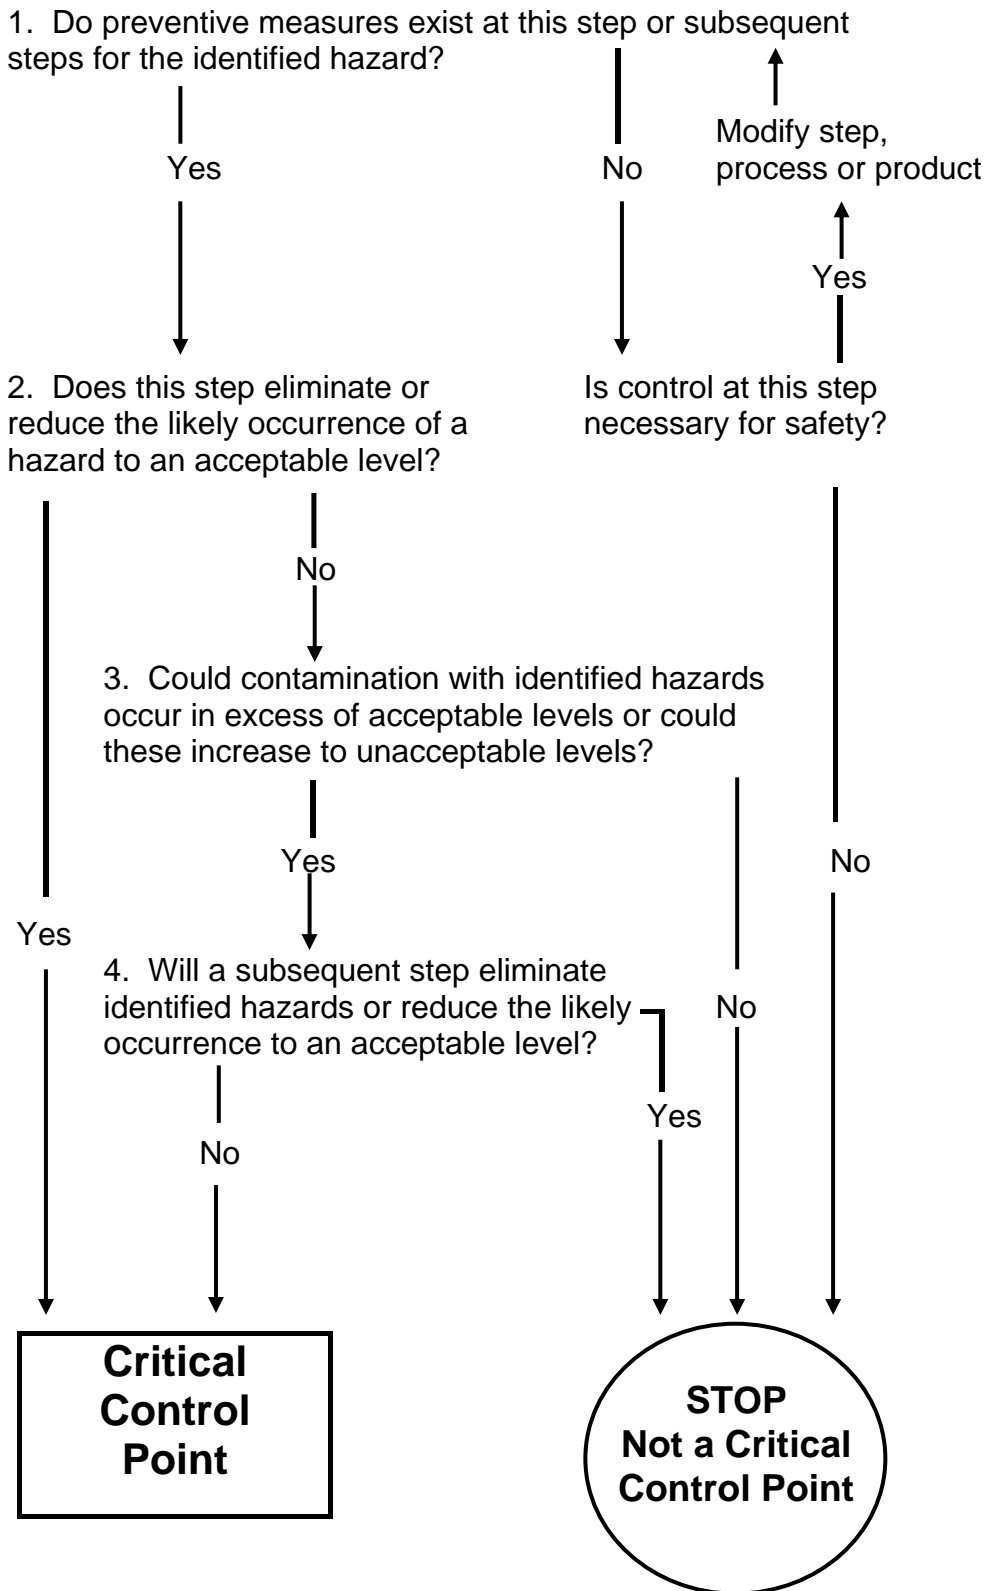 1. Do preventive measures exist at this step or subsequent
steps for the identified hazard?
Yes
No
Modify step,
process or product
Yes
2. Does this step eliminate or
reduce the likely occurrence of a
hazard to an acceptable level?
Is control at this step
necessary for safety?
No
3. Could contamination with identified hazards
occur in excess of acceptable levels or could
these increase to unacceptable levels?
Yes
No
Yes
4. Will a subsequent step eliminate
identified hazards or reduce the likely
occurrence to an acceptable level?
No
Yes
No
Critical
Control
Point
STOP
Not a Critical
Control Point